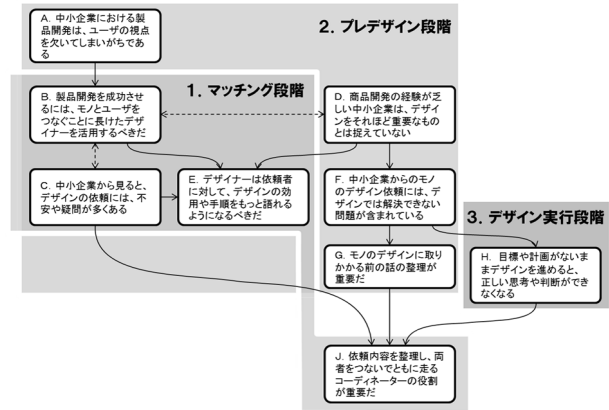 A. 中小企業における製
品開発は、ユーザの視点
を欠いてしまいがちで
ある
2. プレデザイン段階
1. マッチング段階
B. 製品開発を成功させ
るには、モノとユーザを
つなぐことに長けたデ
ザイナーを活用するべきだ
D. 商品開発の経験が乏
しい中小企業は、デザイ
ンをそれほど重要なもの
とは捉えていない
C. 中小企業から見ると、
デザインの依頼には、不
安や疑問が多くある
E. デザイナーは依頼者
に対して、デザインの効
用や手順をもっと語れる
ようになるべきだ
F. 中小企業からのモノ
のデザイン依頼には、デ
ザインでは解決できない
問題が含まれている
3. デザイン実行段階
G. モノのデザインに取り
かかる前の話の整理が
重要だ
H. 目標や計画がないま
まデザインを進めると、
正しい思考や判断ができ
なくなる
J. 依頼内容を整理し、両
者をつないでともに走る
コーディネーターの役割
が重要だ